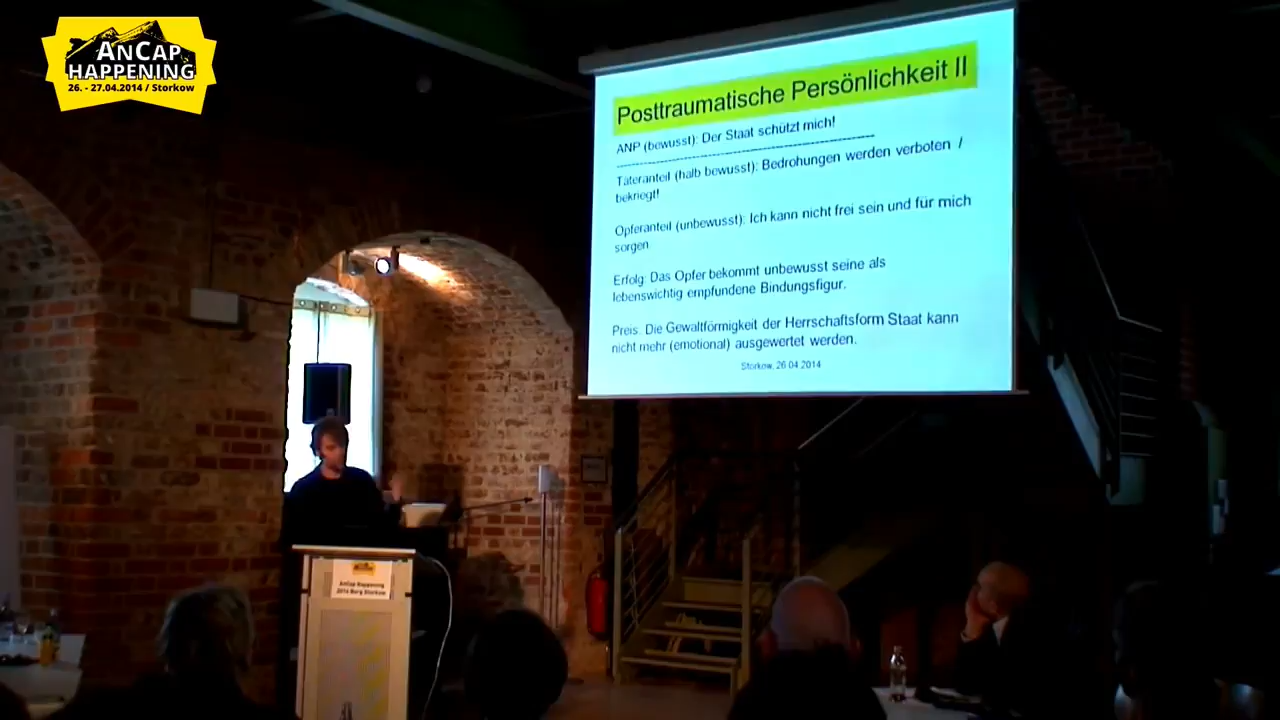 AnCap
HAPPENING
26. - 27.04.2014 / Storkow
Posttraumatische Persönlichkeit II
ANP (bewusst): Der Staat schützt mich!
Täteranteil (halb bewusst): Bedrohungen werden verboten /
bekriegt!
Opferanteil (unbewusst): Ich kann nicht frei sein und für mich
sorgen
Erfolg: Das Opfer bekommt unbewusst seine als
lebenswichtig empfundene Bindungsfigur.
Preis: Die Gewaltförmigkeit der Herrschaftsform Staat kann
nicht mehr (emotional) ausgewertet werden.
Storkow, 26.04.2014
AnCap Happening
2014 Burg Storkow